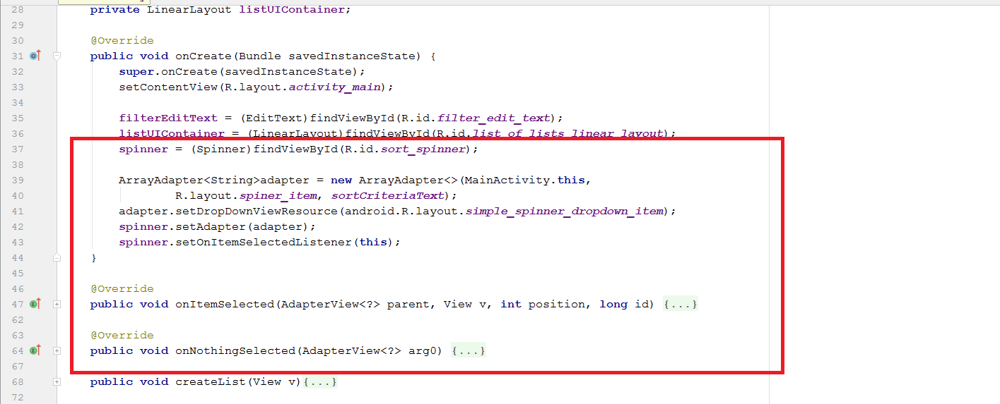 28 private LinearLayout listUIContainer;
29
30 @Override
31 public void onCreate(Bundle savedInstanceState) {
32 super.onCreate(savedInstanceState);
33 setContentView(R.layout.activity_main);
34
35 filterEditText = (EditText)findViewById(R.id.filter_edit_text);
36 listUIContainer = (LinearLayout)findViewById(R.id.list_of_lists_linear_layout);
37 spinner = (Spinner)findViewById(R.id.sort_spinner);
38
39 ArrayAdapter<String>adapter = new ArrayAdapter<>(MainActivity.this,
40 R.layout.spiner_item, sortCriteriaText);
41 adapter.setDropDownViewResource(android.R.layout.simple_spinner_dropdown_item);
42 spinner.setAdapter(adapter);
43 spinner.setOnItemSelectedListener(this);
44 }
45
46 @Override
47 public void onItemSelected(AdapterView<?> parent, View v, int position, long id) {...}
62
63 @Override
64 public void onNothingSelected(AdapterView<?> arg0) {...}
67
68 public void createList(View v){...}
72